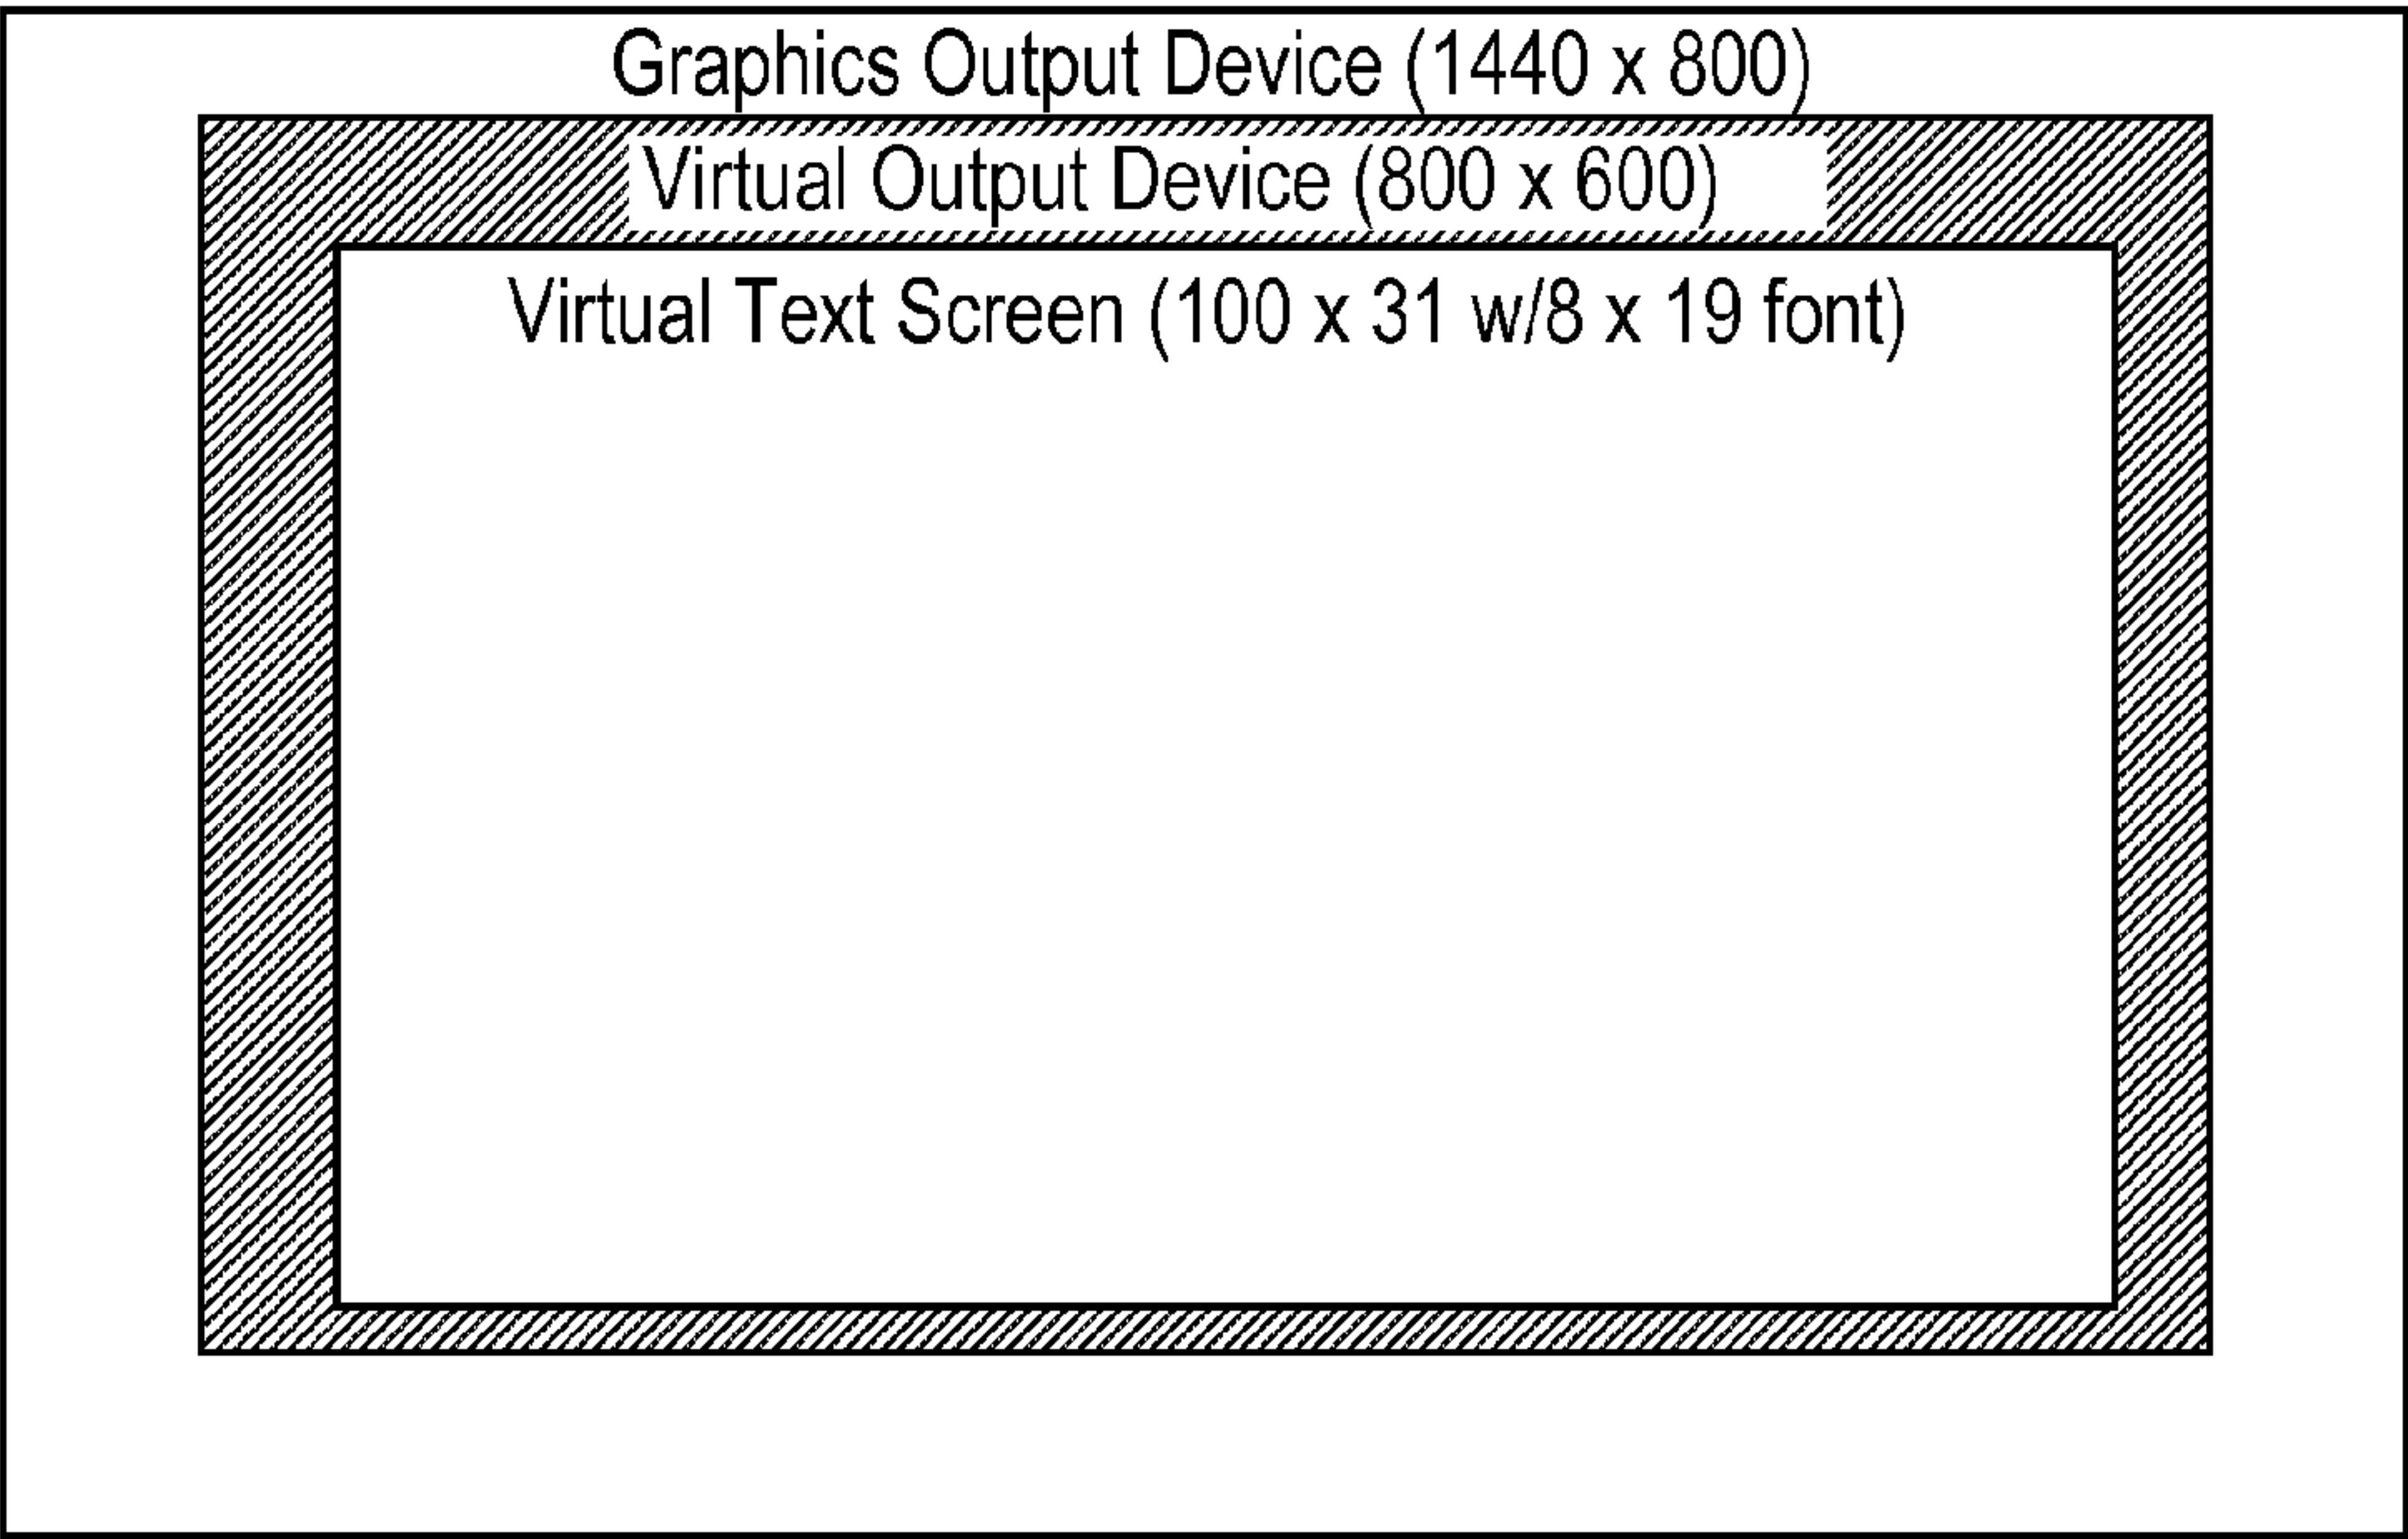 Graphics Output Device (1440 x 800)
Virtual Output Device (800 x 600)
Virtual Text Screen (100 x 31 w/8 x 19 font)